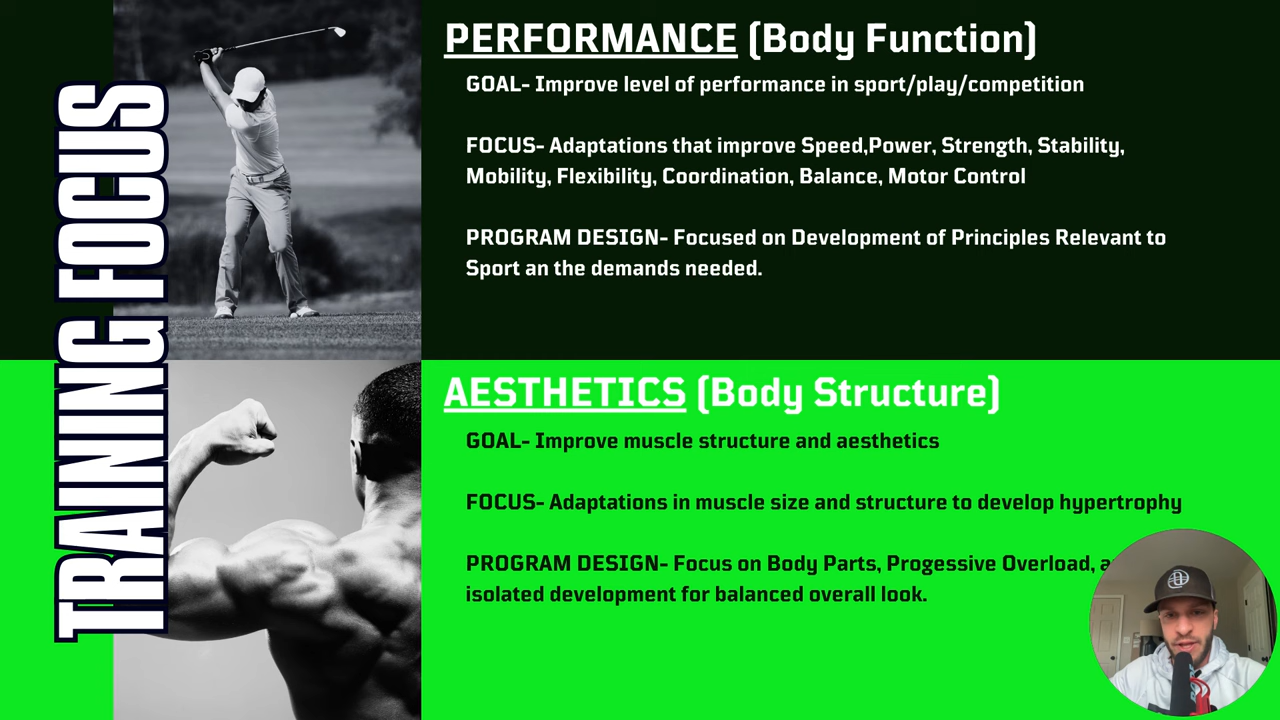 TRAINING FOCUS
PERFORMANCE (Body Function)
GOAL- Improve level of performance in sport/play/competition
FOCUS- Adaptations that improve Speed,Power, Strength, Stability,
Mobility, Flexibility, Coordination, Balance, Motor Control
PROGRAM DESIGN- Focused on Development of Principles Relevant to
Sport an the demands needed.
AESTHETICS (Body Structure)
GOAL- Improve muscle structure and aesthetics
FOCUS- Adaptations in muscle size and structure to develop hypertrophy
PROGRAM DESIGN- Focus on Body Parts, Progessive Overload,
isolated development for balanced overall look.